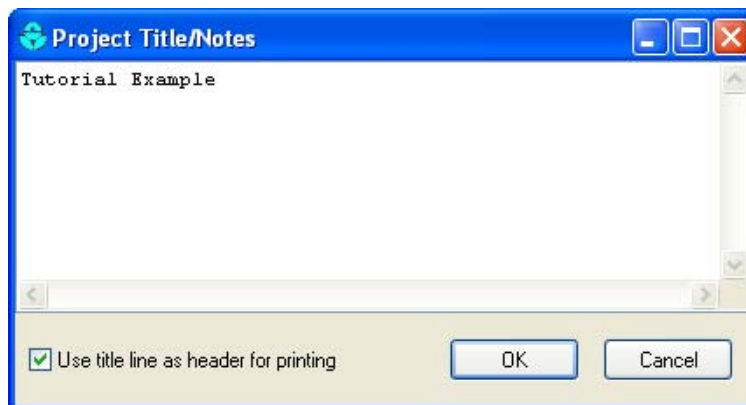 Project Title/Notes
Tutorial Example
Use title line as header for printing
OK
Cancel